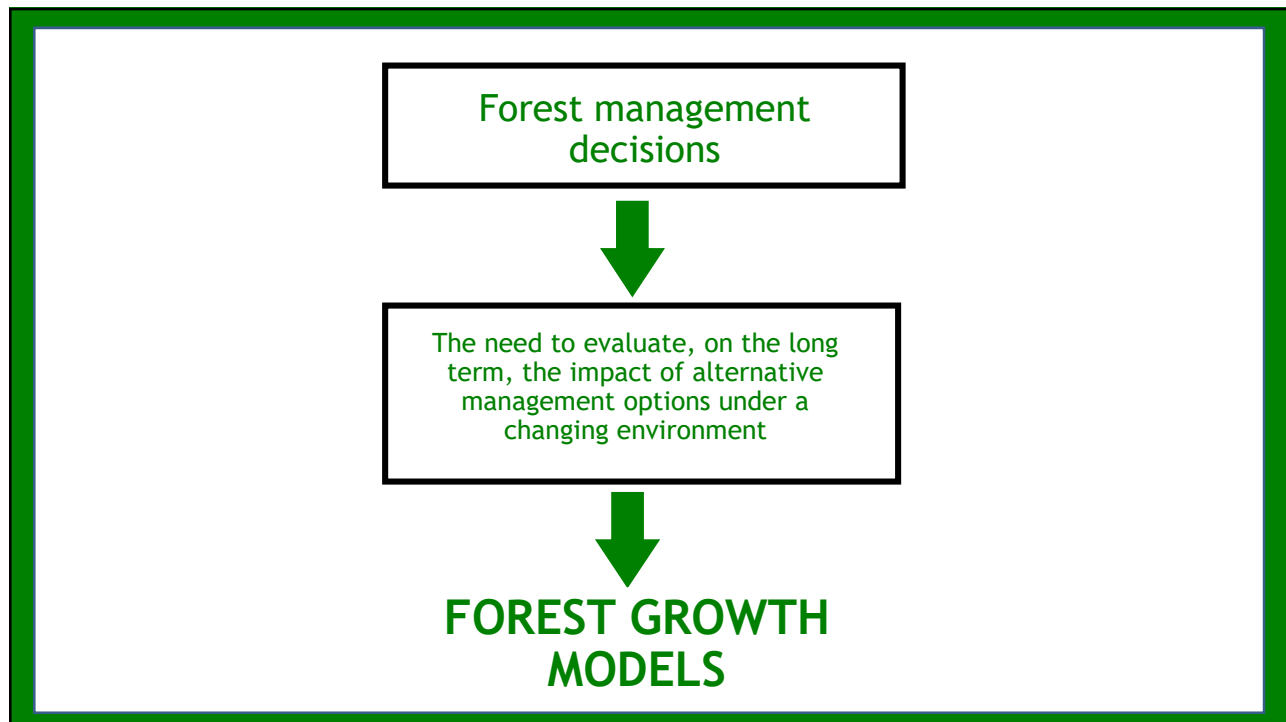 Forest management
decisions
The need to evaluate, on the long
term, the impact of alternative
management options under a
changing environment
FOREST GROWTH
MODELS